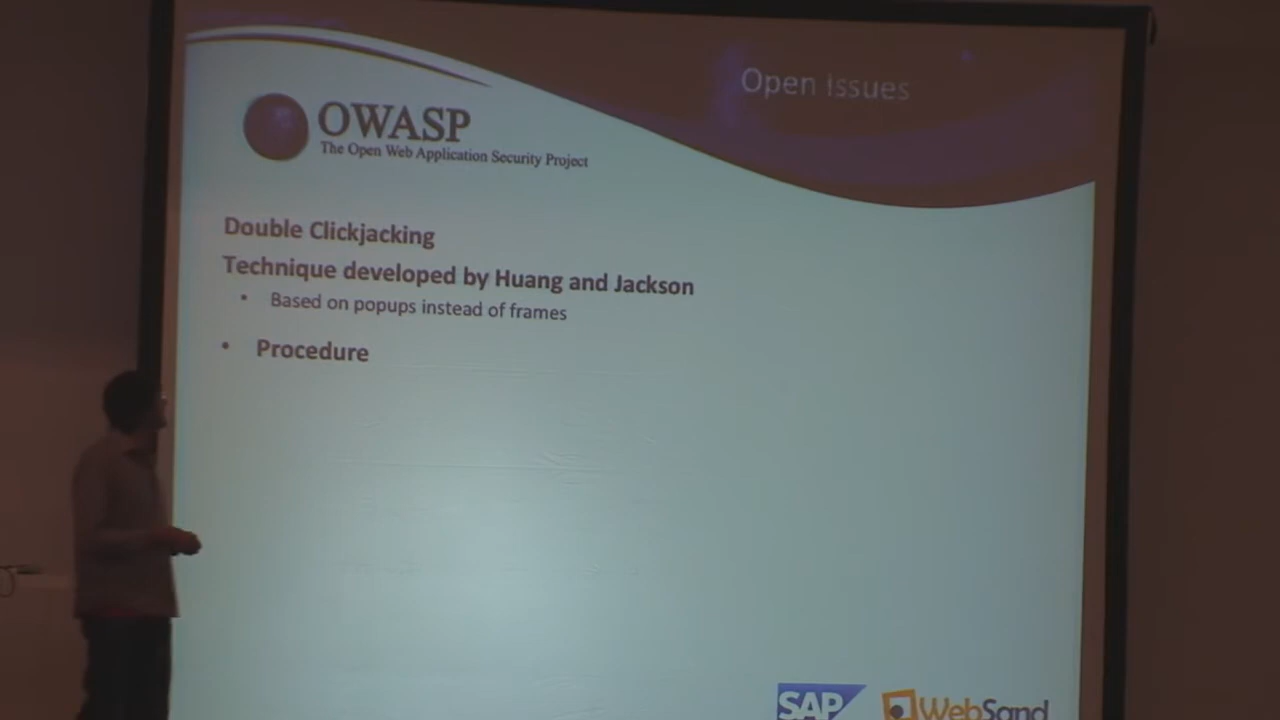 Open Issues
OWASP
The Open Web Application Security Project
Double Clickjacking
Technique developed by Huang and Jackson
• Based on popups instead of frames
• Procedure
SAP
WebSand